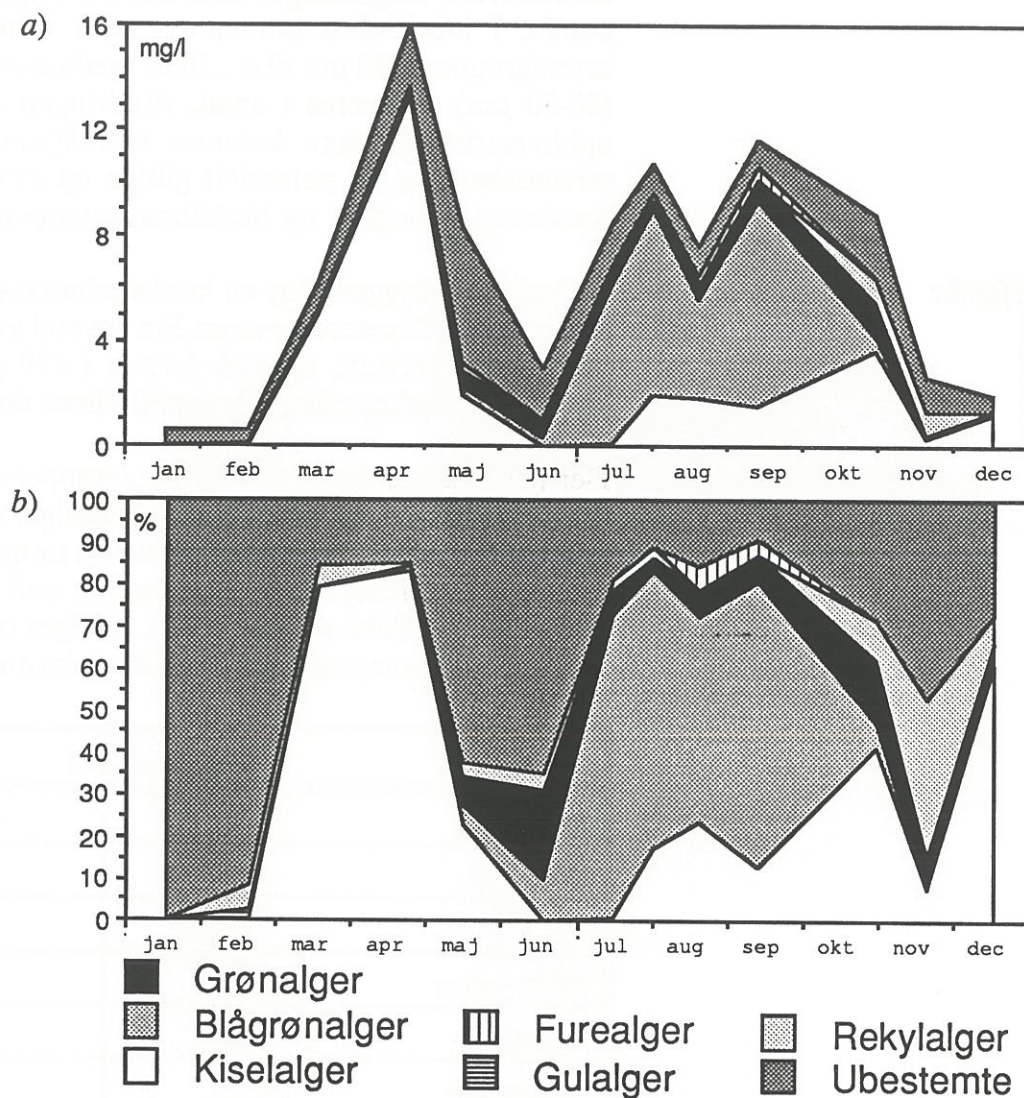 a)
16
mg/l
12
8
4
0
jan feb mar apr maj jun jul aug sep okt nov dec
b)
100
%
90
80
70
60
50
40
30
20
10
0
jan feb mar apr maj jun jul aug sep okt nov dec
Grønalger
Blågrønalger Furealger Rekylalger
Kiselalger Gulalger Ubestemte